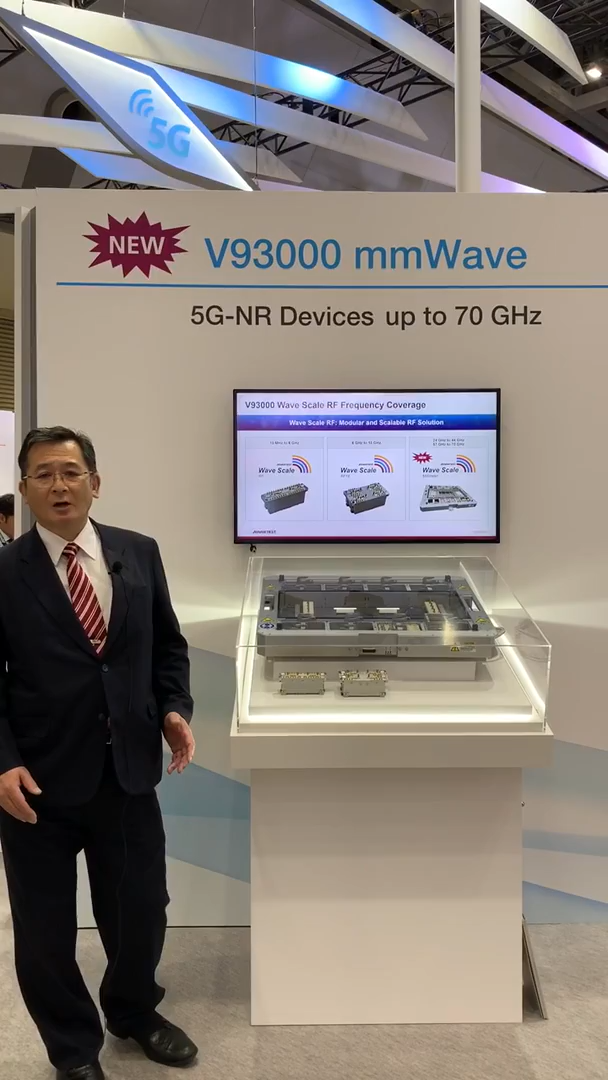 5G
NEW
V93000 mmWave
5G-NR Devices up to 70 GHz
V93000 Wave Scale RF Frequency Coverage
Wave Scale RF: Modular and Scalable RF Solution
Wave Scale
Wave Scale
Wave Scale
ADVANTEST